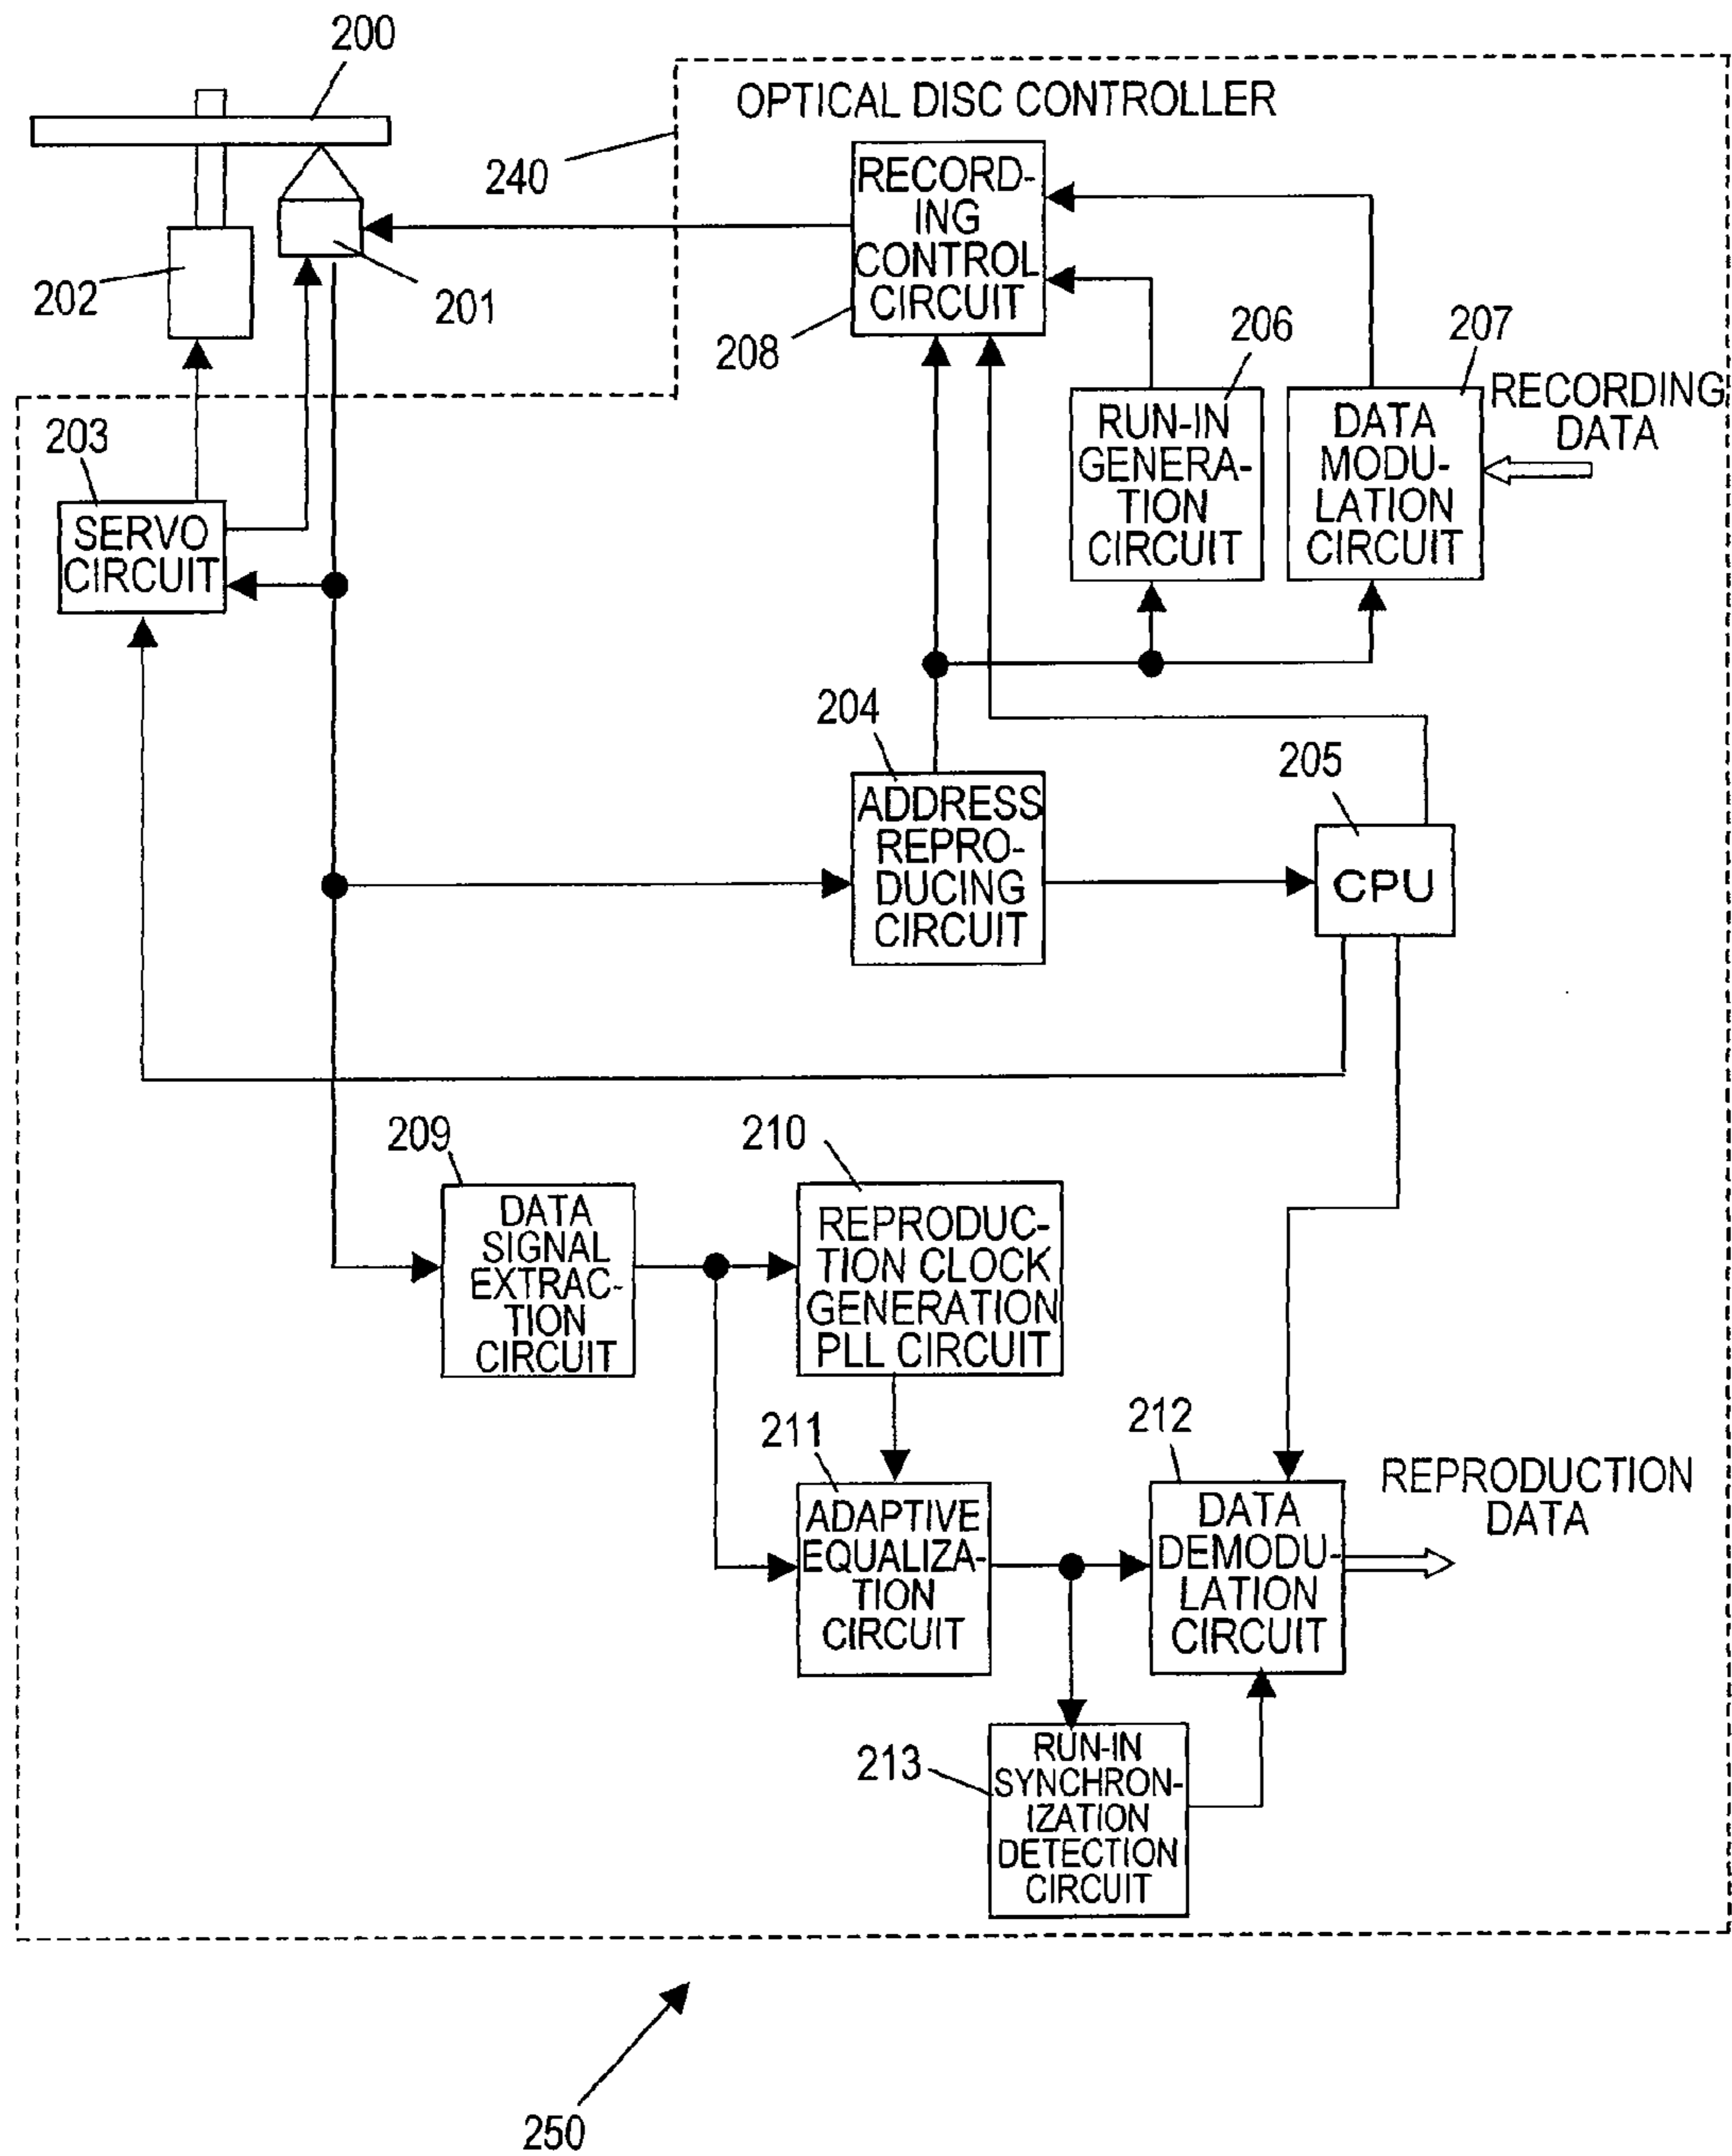 200
OPTICAL DISC CONTROLLER
240
RECORD-
ING
CONTROL
CIRCUIT
202
201
208
206
207
RECORDING
DATA
203
RUN-IN
GENERA-
TION
CIRCUIT
DATA
MODU-
LATION
CIRCUIT
SERVO
CIRCUIT
204
205
ADDRESS
REPRO-
DUCING
CIRCUIT
CPU
209
210
DATA
SIGNAL
EXTRAC-
TION
CIRCUIT
REPRODUC-
TION CLOCK
GENERATION
PLL CIRCUIT
211
212
REPRODUCTION
DATA
ADAPTIVE
EQUALIZA-
TION
CIRCUIT
DATA
DEMODU-
LATION
CIRCUIT
213
RUN-IN
SYNCHRON-
IZATION
DETECTION
CIRCUIT
250